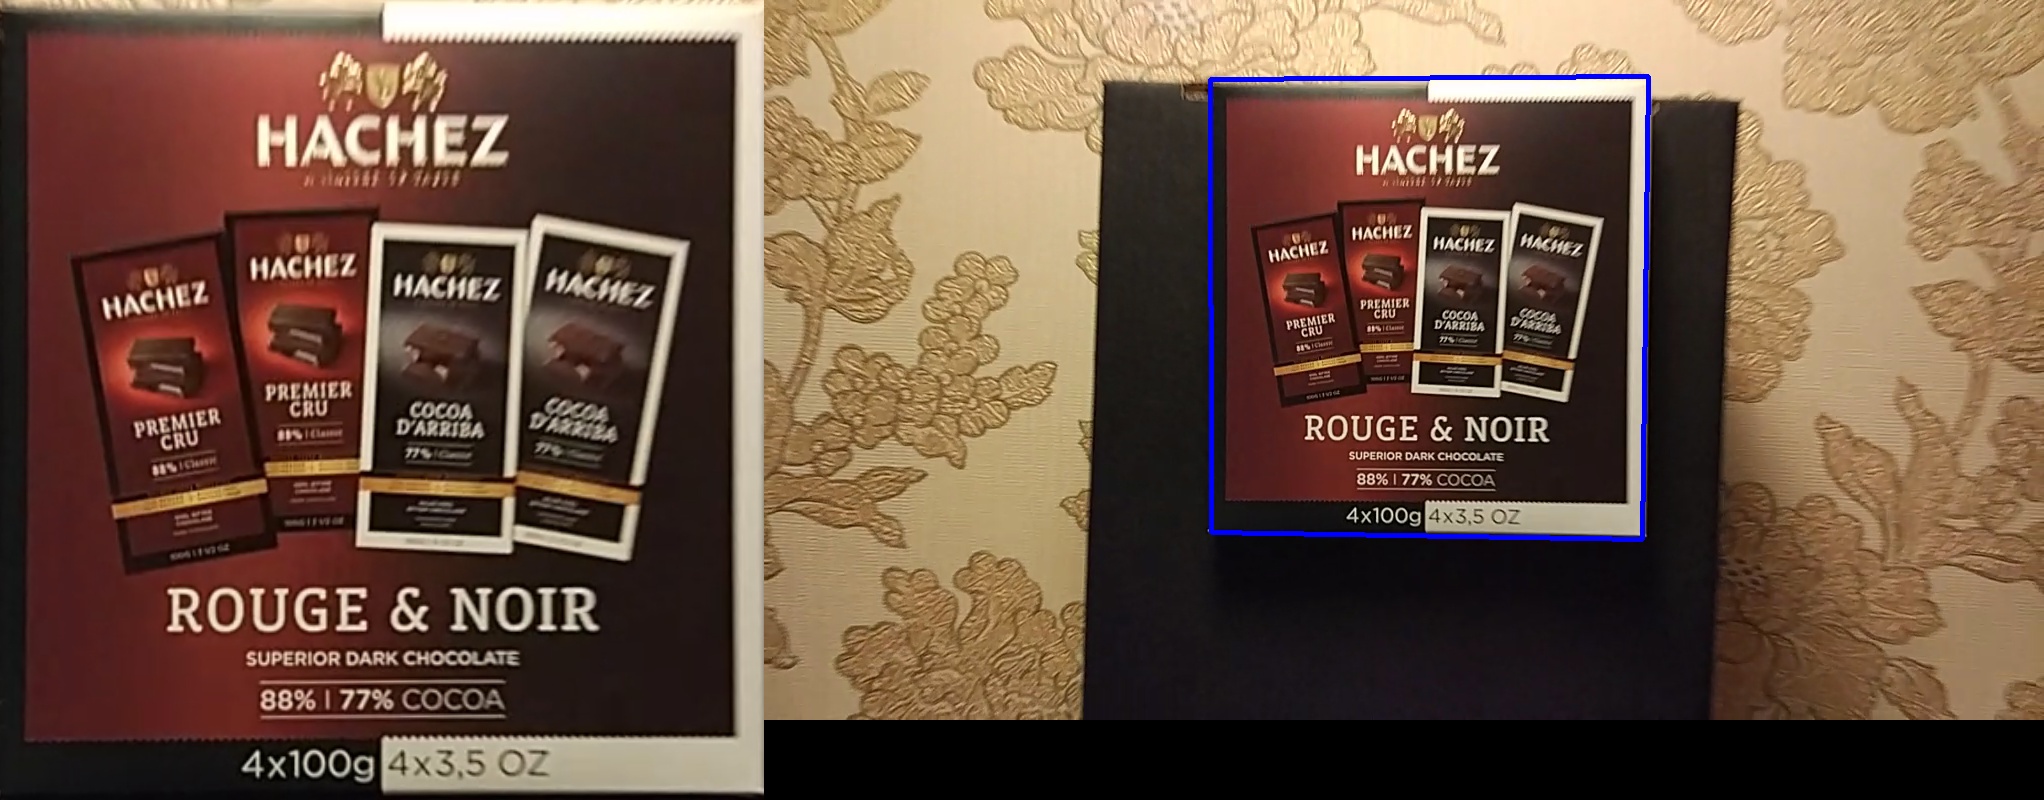 HACHEZ
HACHEZ
HACHEZ
HACHEZ
HACHEZ
PREMIER
CRU
88% | Classic
PREMIER
CRU
88% | Classic
COCOA
D'ARRIBA
77% | Classic
COCOA
D'ARRIBA
77% | Classic
ROUGE & NOIR
SUPERIOR DARK CHOCOLATE
88% | 77% COCOA
4x100g 4x3,5 OZ
HACHEZ
HACHEZ
HACHEZ
HACHEZ
HACHEZ
PREMIER
CRU
88% | Classic
PREMIER
CRU
88% | Classic
COCOA
D'ARRIBA
77% | Classic
COCOA
D'ARRIBA
77% | Classic
ROUGE & NOIR
SUPERIOR DARK CHOCOLATE
88% | 77% COCOA
4x100g 4x3,5 OZ